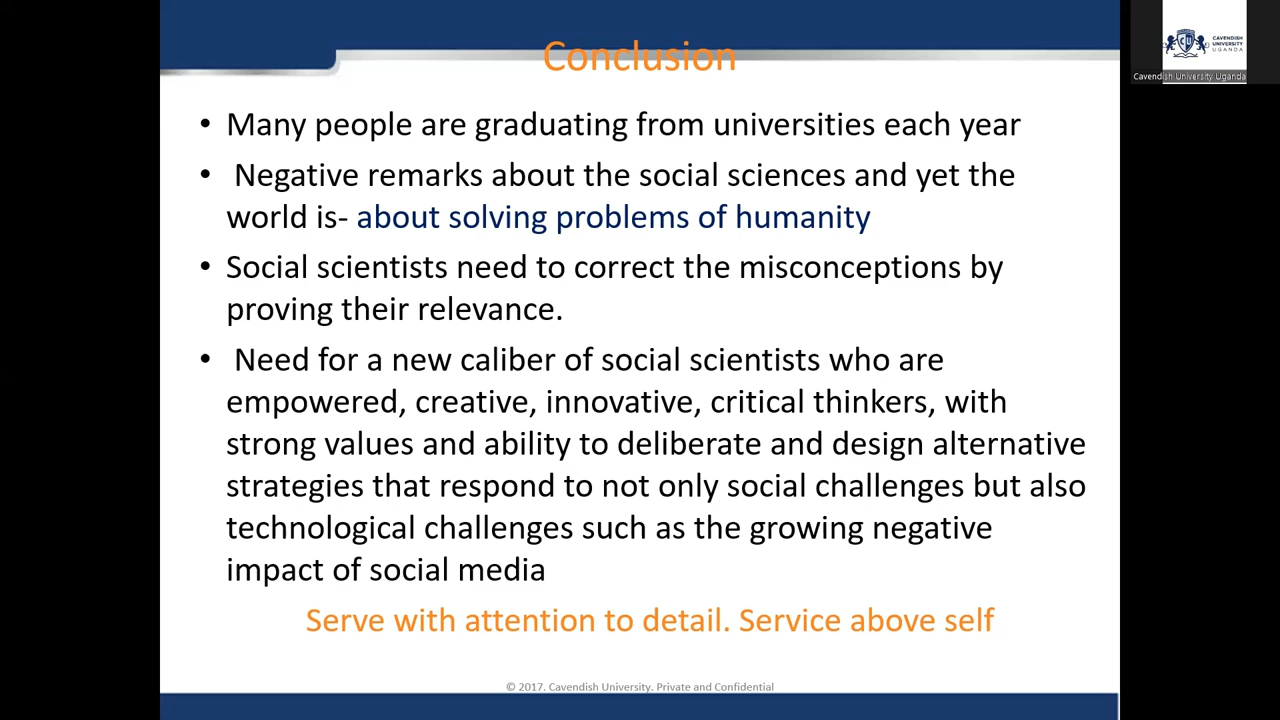 Conclusion
• Many people are graduating from universities each year
• Negative remarks about the social sciences and yet the
world is- about solving problems of humanity
• Social scientists need to correct the misconceptions by
proving their relevance.
• Need for a new caliber of social scientists who are
empowered, creative, innovative, critical thinkers, with
strong values and ability to deliberate and design alternative
strategies that respond to not only social challenges but also
technological challenges such as the growing negative
impact of social media
Serve with attention to detail. Service above self
© 2017. Cavendish University. Private and Confidential
CU
CAVENDISH
UNIVERSITY
UGANDA
Cavendish University Uganda